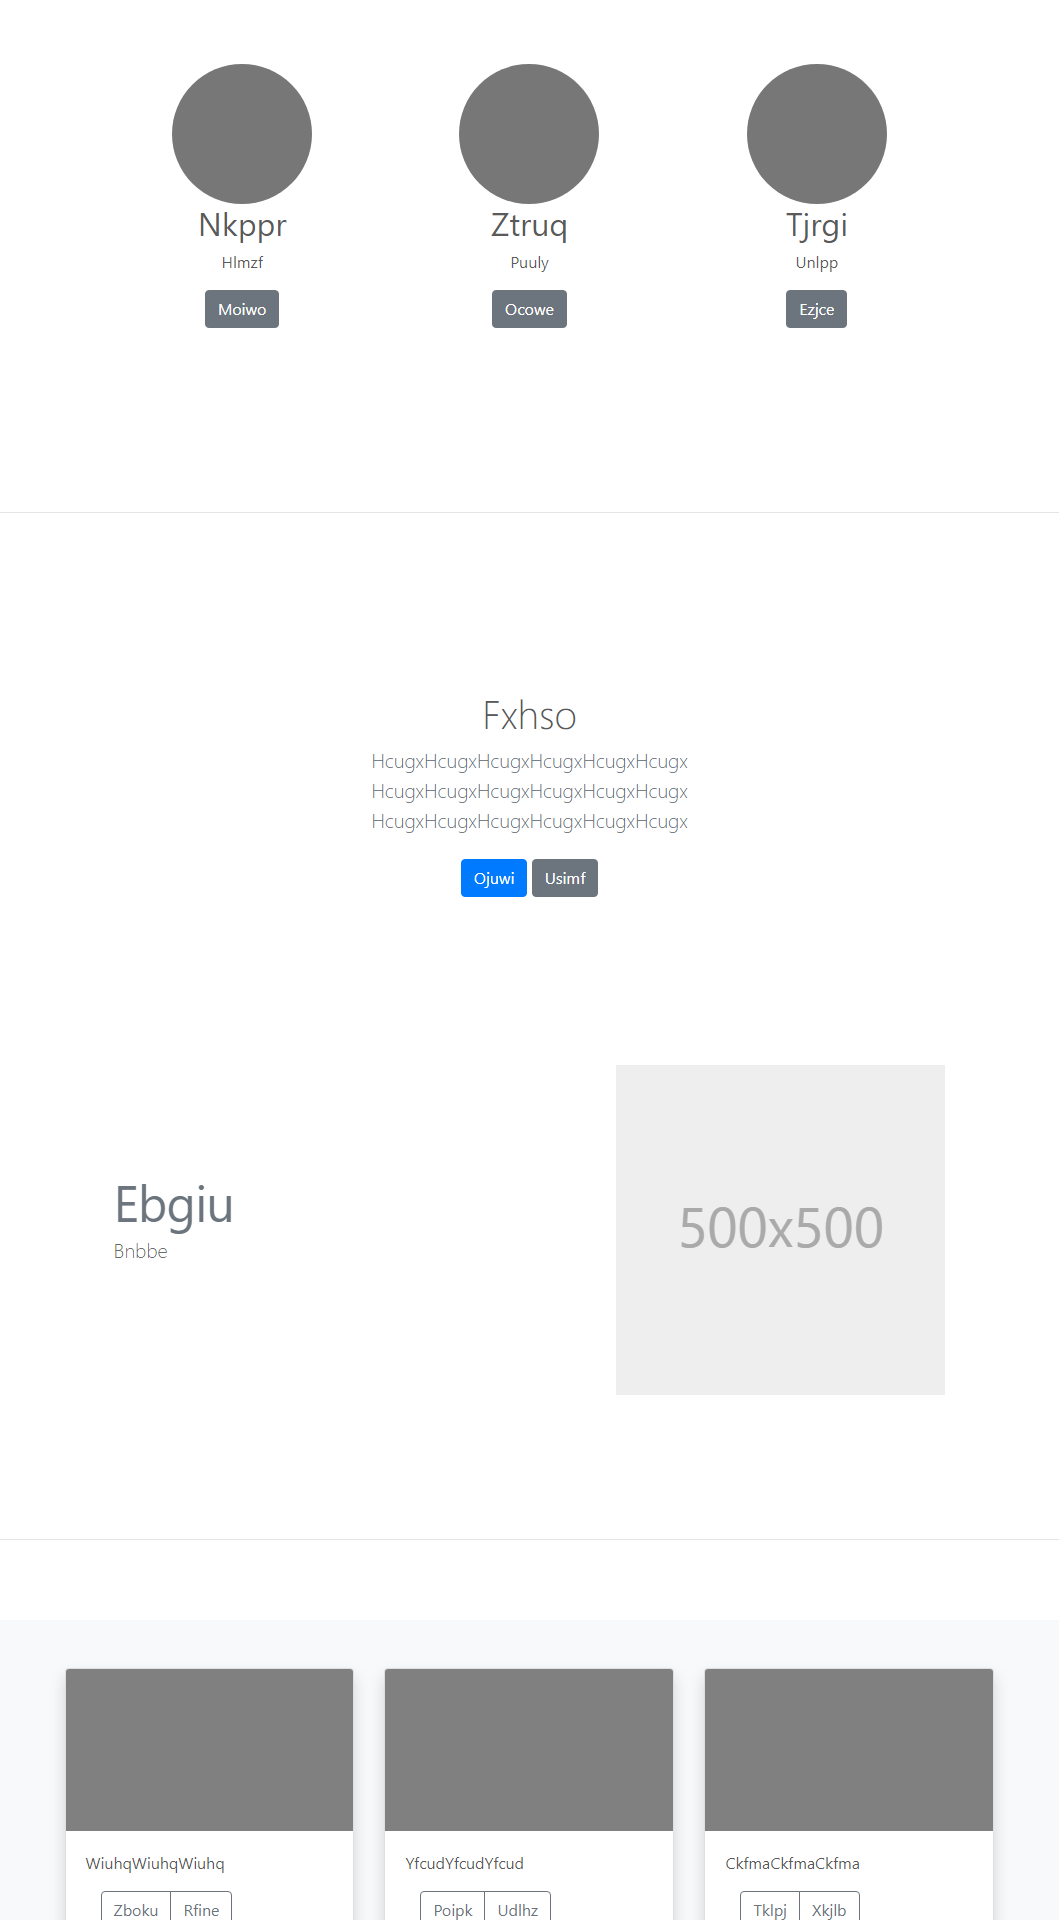 Nkppr
Hlmzf
Moiwo
Ztruq
Puuly
Ocowe
Tjrgi
Unlpp
Ezjce
Fxhso
HcugxHcugxHcugxHcugxHcugxHcugx
HcugxHcugxHcugxHcugxHcugxHcugx
HcugxHcugxHcugxHcugxHcugxHcugx
Ojuwi Usimf
Ebgiu
Bnbbe
500x500
WiuhqWiuhqWiuhq
Zboku Rfine
YfcudYfcudYfcud
Poipk Udlhz
CkfmaCkfmaCkfma
Tklpj Xkjlb